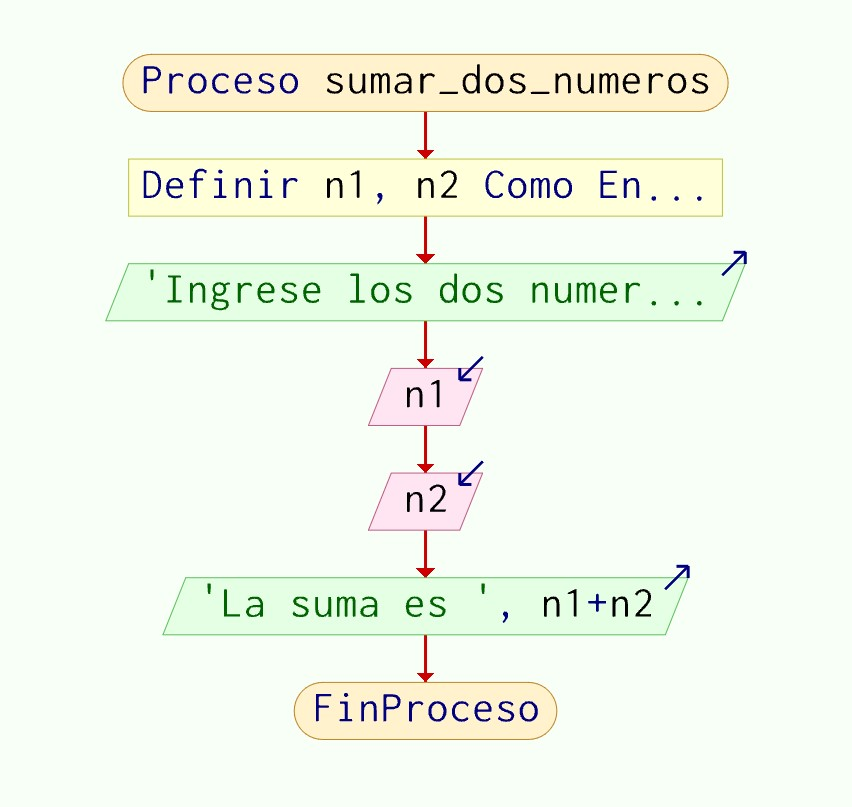 Proceso sumar_dos_numeros
Definir n1, n2 Como En...
'Ingrese los dos numer...
n1
n2
'La suma es ', n1+n2
FinProceso